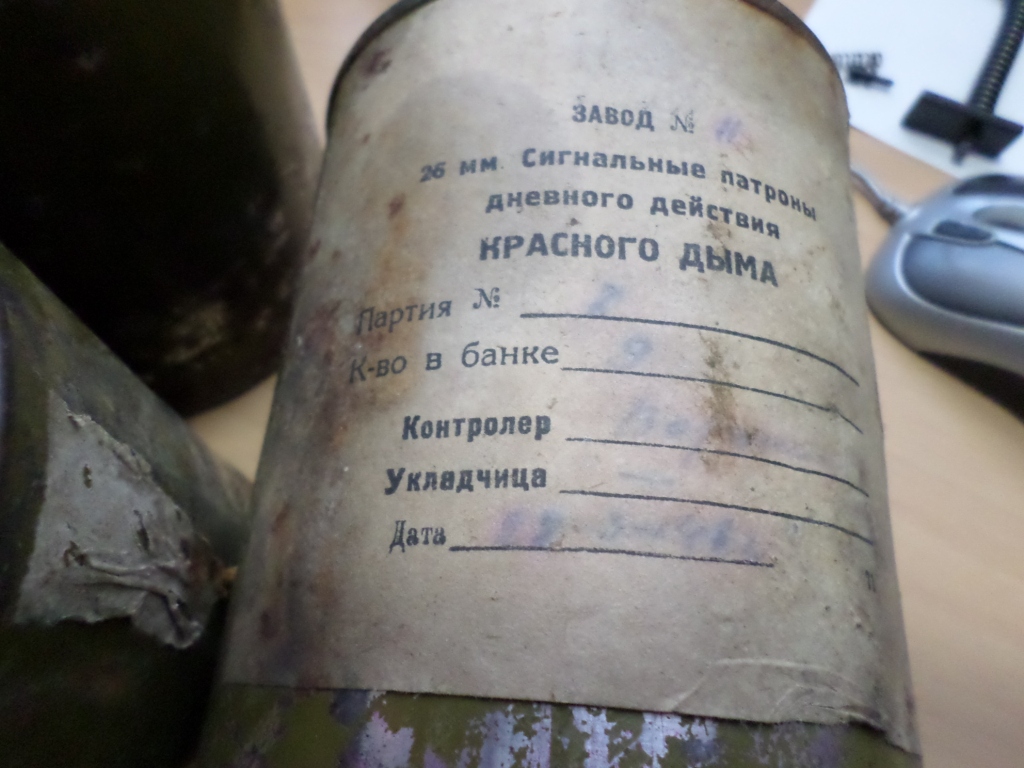 ЗАВОД №
26 мм. Сигнальные патроны
дневного действия
КРАСНОГО ДЫМА
Партия №
К-во в банке
Контролер
Укладчица
Дата